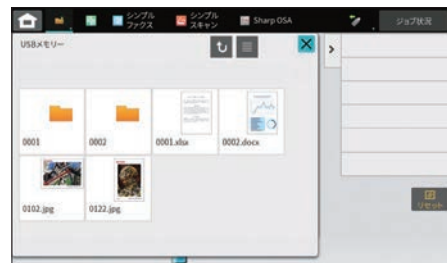 シンプル
ファクス
シンプル
スキャン
Sharp OSA
ジョブ状況
USBメモリー
0001
0002
0001.xlsx
0002.docx
0102.jpg
0122.jpg
リセット